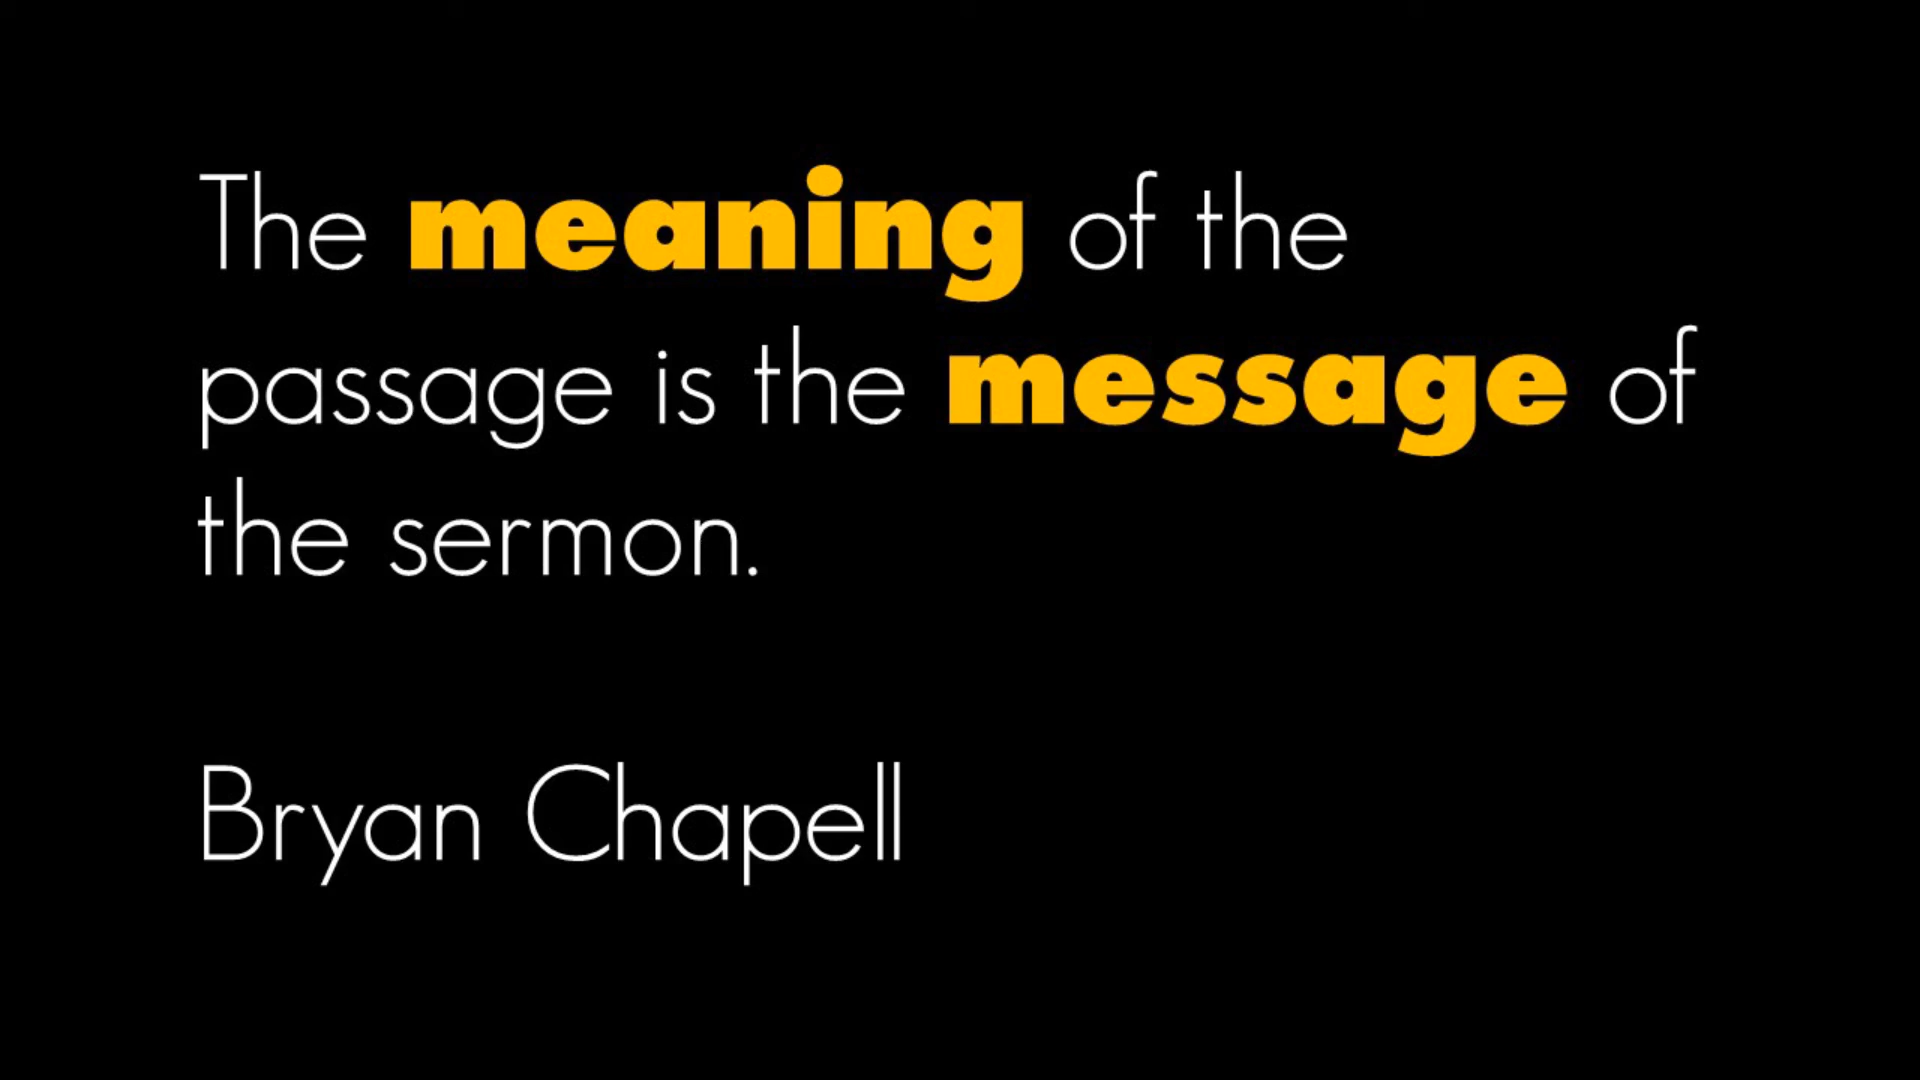 The meaning of the
passage is the message of
the sermon.
Bryan Chapell